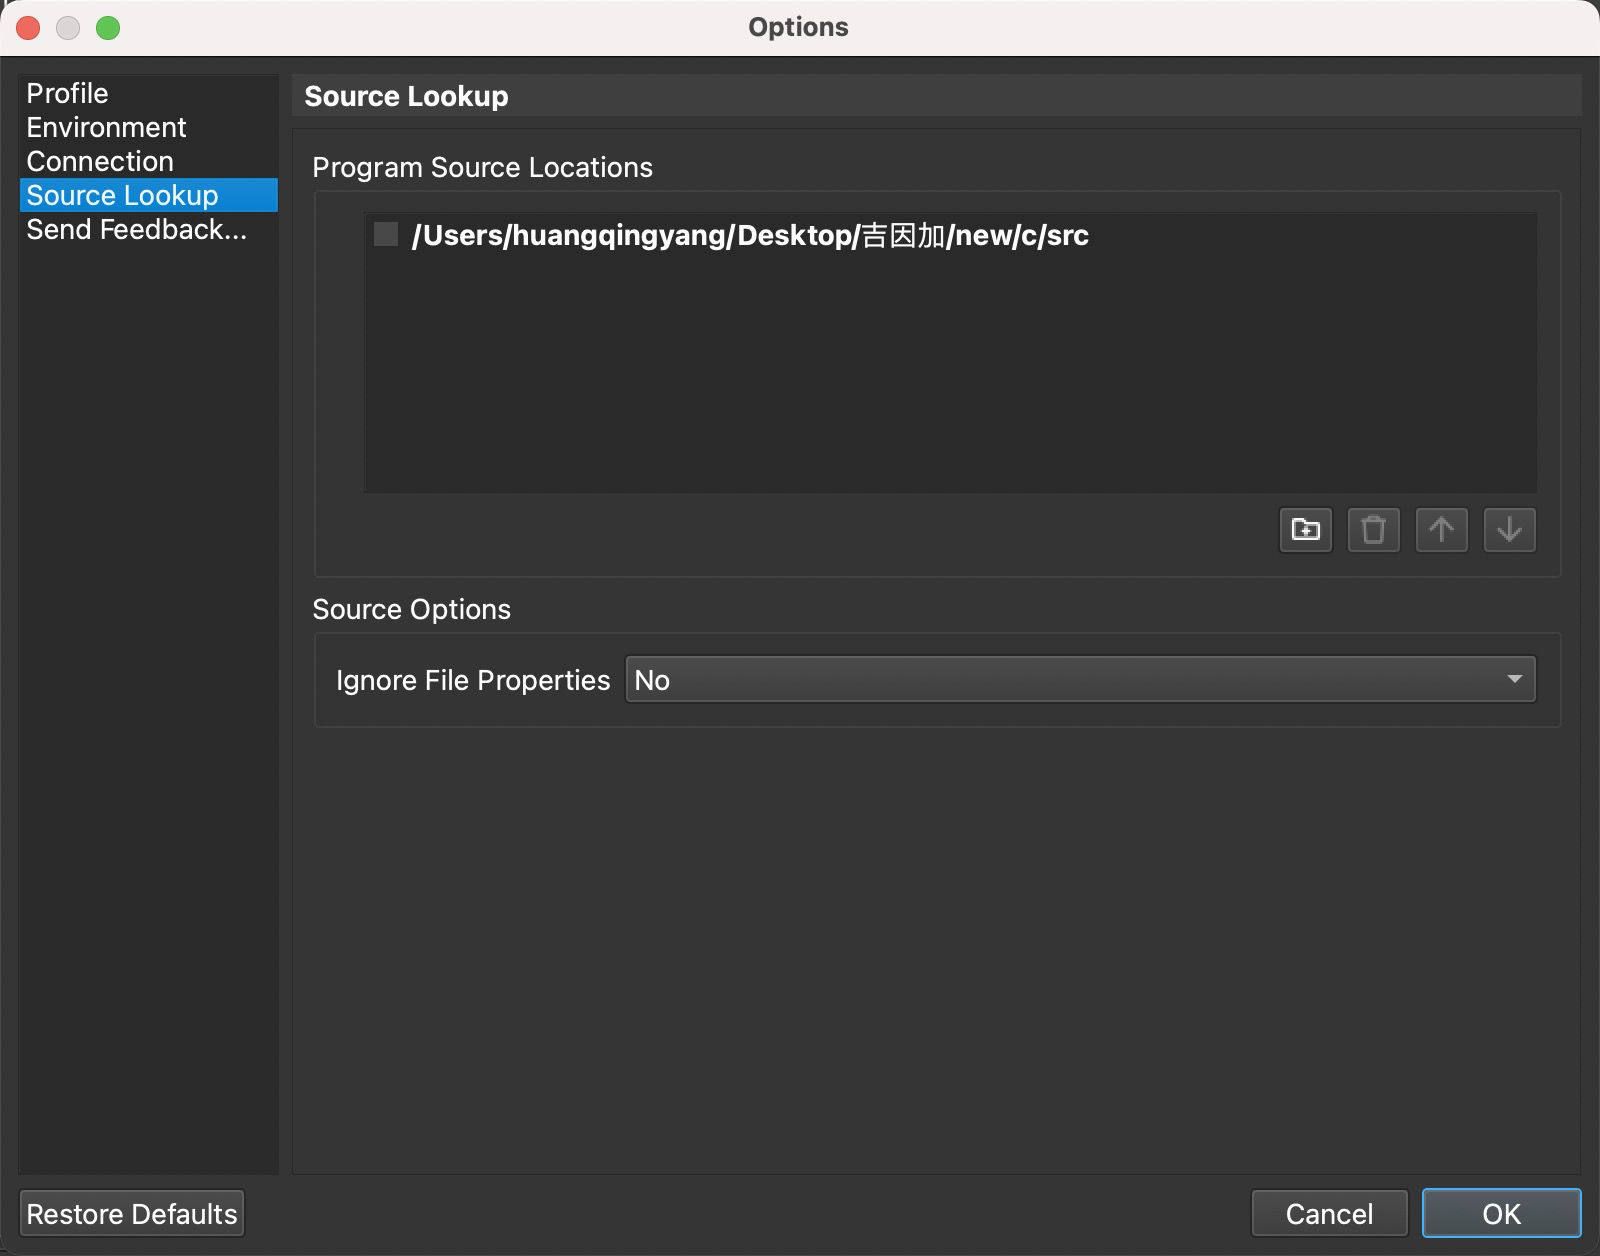 Options
Profile
Environment
Connection
Source Lookup
Send Feedback...
Source Lookup
Program Source Locations
/Users/huangqingyang/Desktop/吉因加/new/c/src
Source Options
Ignore File Properties No
Restore Defaults
Cancel
OK